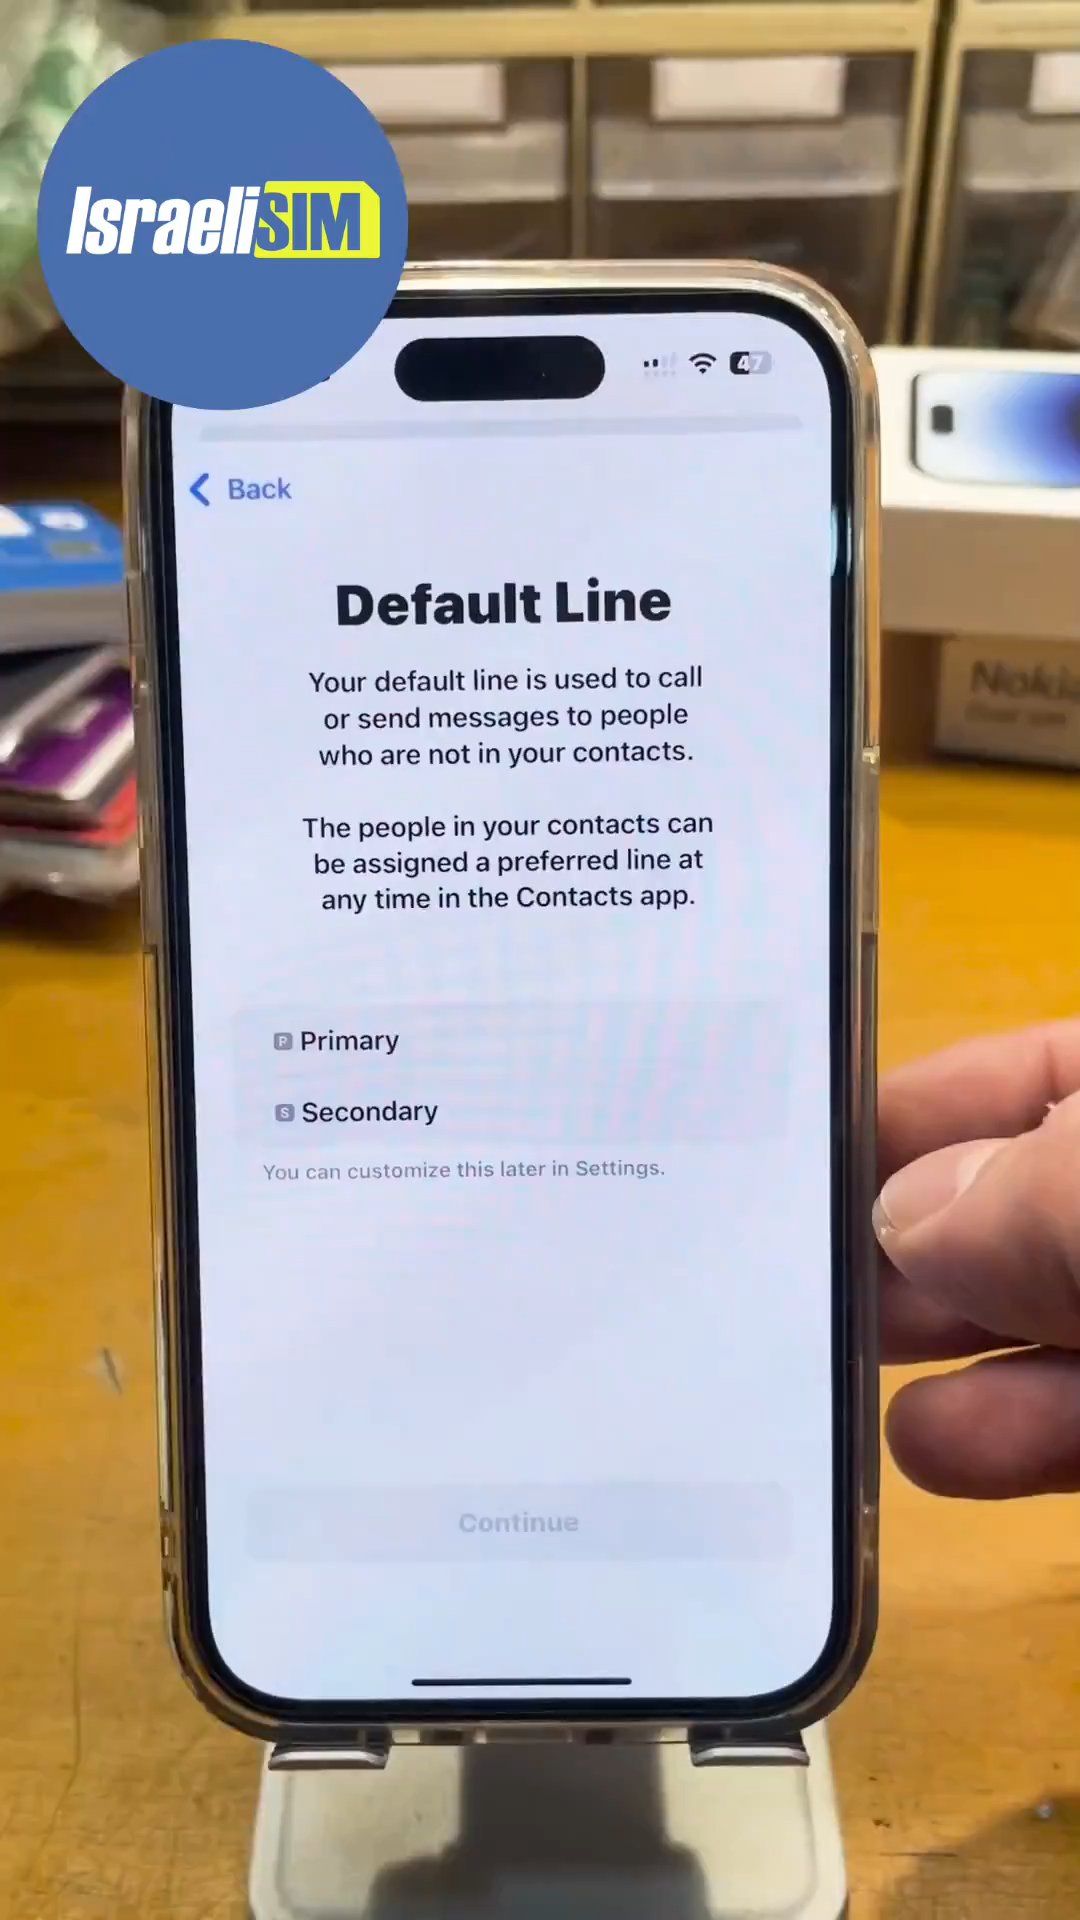 IsraeliSIM
47
Back
Default Line
Your default line is used to call
or send messages to people
who are not in your contacts.
The people in your contacts can
be assigned a preferred line at
any time in the Contacts app.
P Primary
S Secondary
You can customize this later in Settings.
Continue
Nokia